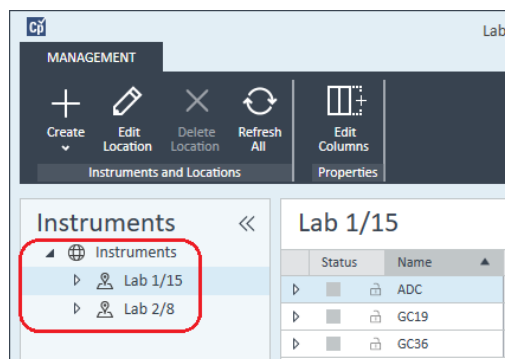 Cp
Lab
MANAGEMENT
Create
Edit Location
Delete Location
Refresh All
Edit Columns
Instruments and Locations
Properties
Instruments
Instruments
Lab 1/15
Lab 2/8
Lab 1/15
Status Name
ADC
GC19
GC36